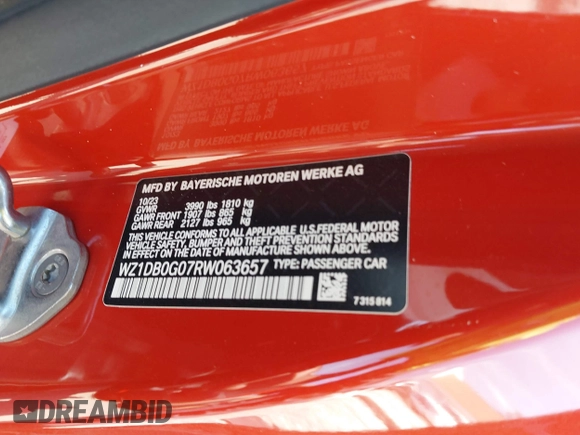 MFD BY BAYERISCHE MOTOREN WERKE AG
10/23
GVWR 3990 lbs 1810 kg
GAWR FRONT 1907 lbs 865 kg
GAWR REAR 2127 lbs 965 kg
THIS VEHICLE CONFORMS TO ALL APPLICABLE U.S. FEDERAL MOTOR
VEHICLE SAFETY, BUMPER AND THEFT PREVENTION STANDARDS
IN EFFECT ON THE DATE OF MANUFACTURE SHOWN ABOVE.
WZ1DB0G07RW063657 TYPE: PASSENGER CAR
7 315 814
DREAMBID